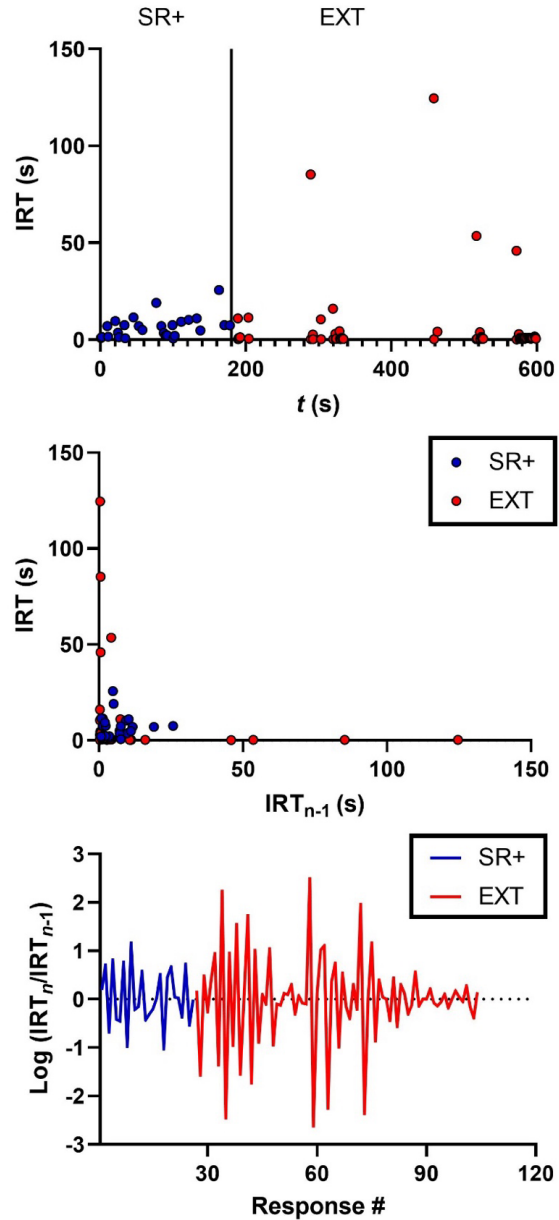 SR+ EXT
150
100
50
0
IRT (s)
0 200 400 600
t (s)
150
100
50
0
IRT (s)
SR+
EXT
0 50 100 150
IRTn-1 (s)
3
2
1
0
-1
-2
-3
Log (IRTn/IRTn-1)
SR+
EXT
30 60 90 120
Response #